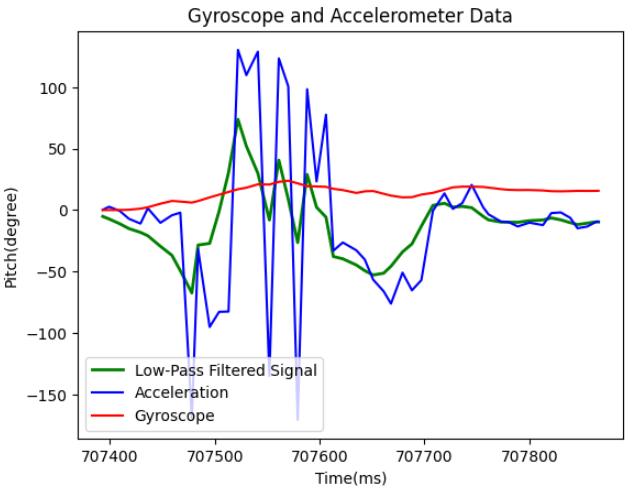 Gyroscope and Accelerometer Data
Pitch(degree)
100
50
0
−50
−100
−150
Low-Pass Filtered Signal
Acceleration
Gyroscope
707400 707500 707600 707700 707800
Time(ms)